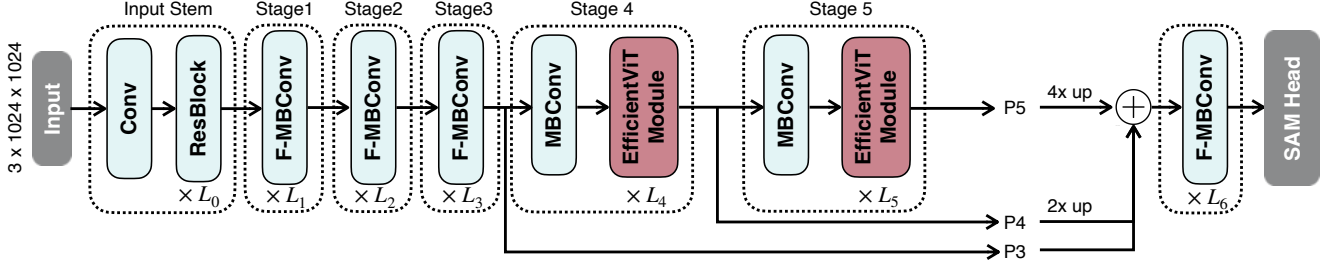 3 x 1024 x 1024
Input
Input Stem
Conv
ResBlock
× L0
Stage1
F-MBConv
× L1
Stage2
F-MBConv
× L2
Stage3
F-MBConv
× L3
Stage 4
MBConv
EfficientViT
Module
× L4
Stage 5
MBConv
EfficientViT
Module
× L5
P5
4x up
P4
2x up
P3
+
F-MBConv
× L6
SAM Head